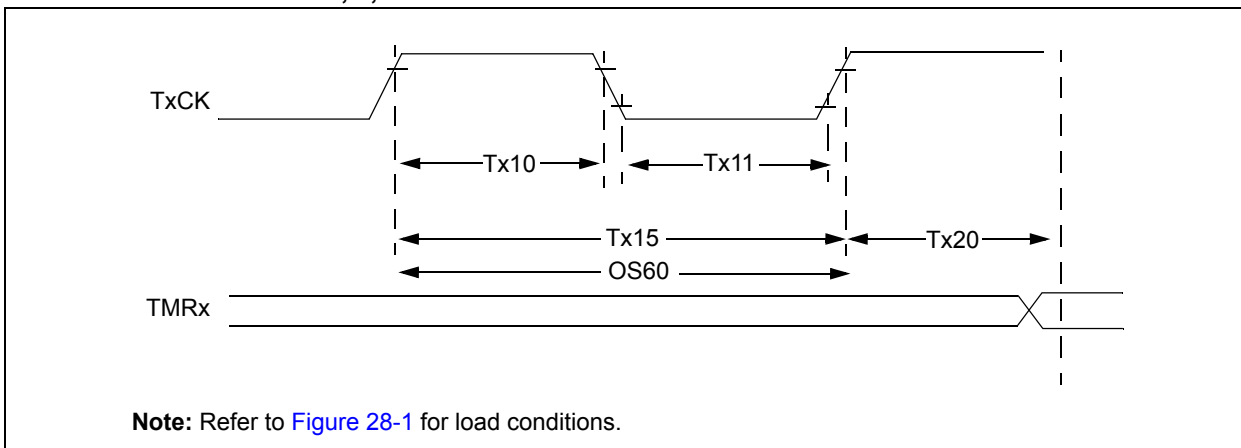 TxCK
Tx10 Tx11
Tx15 Tx20
OS60
TMRx
Note: Refer to Figure 28-1 for load conditions.